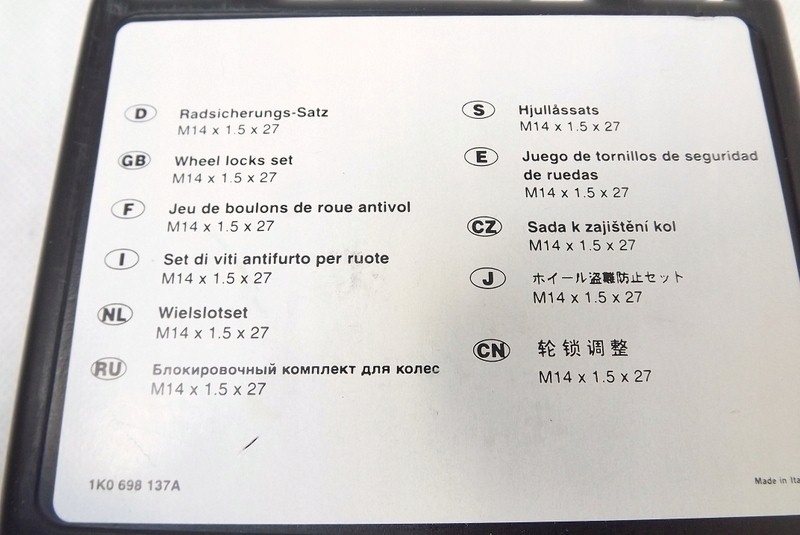 D Radsicherungs-Satz
M14 x 1.5 x 27
GB Wheel locks set
M14 x 1.5 x 27
F Jeu de boulons de roue antivol
M14 x 1.5 x 27
I Set di viti antifurto per ruote
M14 x 1.5 x 27
NL Wielslotset
M14 x 1.5 x 27
RU Блокировочный комплект для колес
M14 x 1.5 x 27
S Hjullåssats
M14 x 1.5 x 27
E Juego de tornillos de seguridad
de ruedas
M14 x 1.5 x 27
CZ Sada k zajištění kol
M14 x 1.5 x 27
J ホイール盗難防止セット
M14 x 1.5 x 27
CN 轮锁调整
M14 x 1.5 x 27
1K0 698 137A
Made in